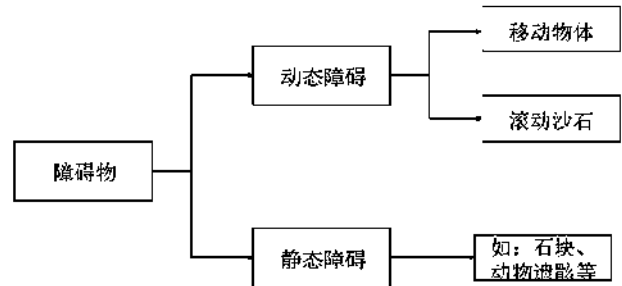 移动物体
动态障碍
滚动沙石
障碍物
静态障碍
如：石块、
动物遗骸等